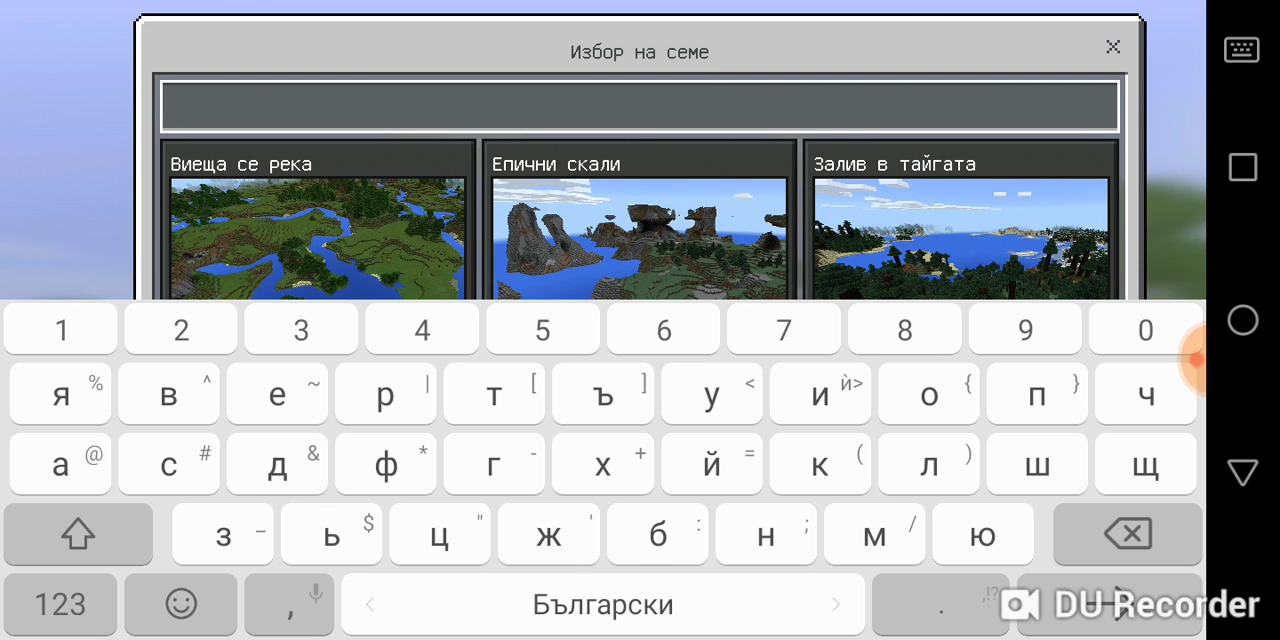 Избор на семе
Виеща се река
Епични скали
Залив в тайгата
1 2 3 4 5 6 7 8 9 0
я % в ^ е ~ р | т [ ъ ] у < и ѝ> о { п } ч
а @ с # д & ф * г - х + й = к ( л ) ш щ
з _ ь $ ц " ж ' б : н ; м / ю
123 , Български . ,!?
DU Recorder